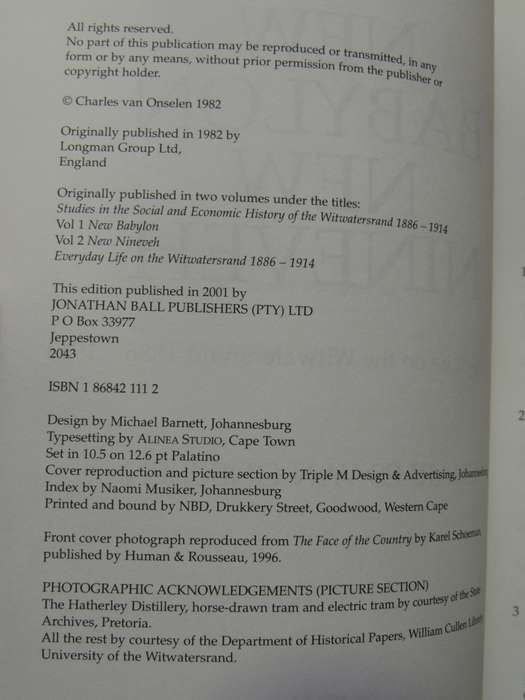 All rights reserved.
No part of this publication may be reproduced or transmitted, in any
form or by any means, without prior permission from the publisher or
copyright holder.
© Charles van Onselen 1982
Originally published in 1982 by
Longman Group Ltd,
England
Originally published in two volumes under the titles:
Studies in the Social and Economic History of the Witwatersrand 1886 – 1914
Vol 1 New Babylon
Vol 2 New Nineveh
Everyday Life on the Witwatersrand 1886 – 1914
This edition published in 2001 by
JONATHAN BALL PUBLISHERS (PTY) LTD
P O Box 33977
Jeppestown
2043
ISBN 1 86842 111 2
Design by Michael Barnett, Johannesburg
Typesetting by ALINEA STUDIO, Cape Town
Set in 10.5 on 12.6 pt Palatino
Cover reproduction and picture section by Triple M Design & Advertising, Johannesburg
Index by Naomi Musiker, Johannesburg
Printed and bound by NBD, Drukkery Street, Goodwood, Western Cape
Front cover photograph reproduced from The Face of the Country by Karel Schoeman
published by Human & Rousseau, 1996.
PHOTOGRAPHIC ACKNOWLEDGEMENTS (PICTURE SECTION)
The Hatherley Distillery, horse-drawn tram and electric tram by courtesy of the State
Archives, Pretoria.
All the rest by courtesy of the Department of Historical Papers, William Cullen Library
University of the Witwatersrand.
1
2
3